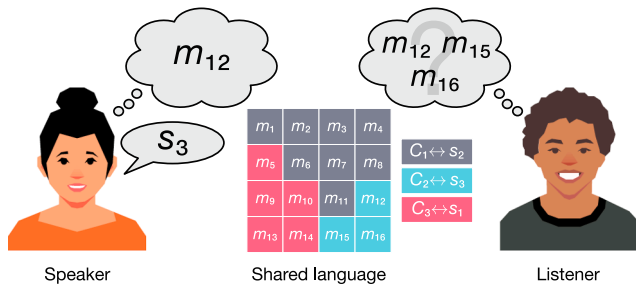 m12
m12 m15
?
m16
s3
m1 m2 m3 m4
m5 m6 m7 m8
m9 m10 m11 m12
m13 m14 m15 m16
C1↔s2
C2↔s3
C3↔s1
Speaker
Shared language
Listener